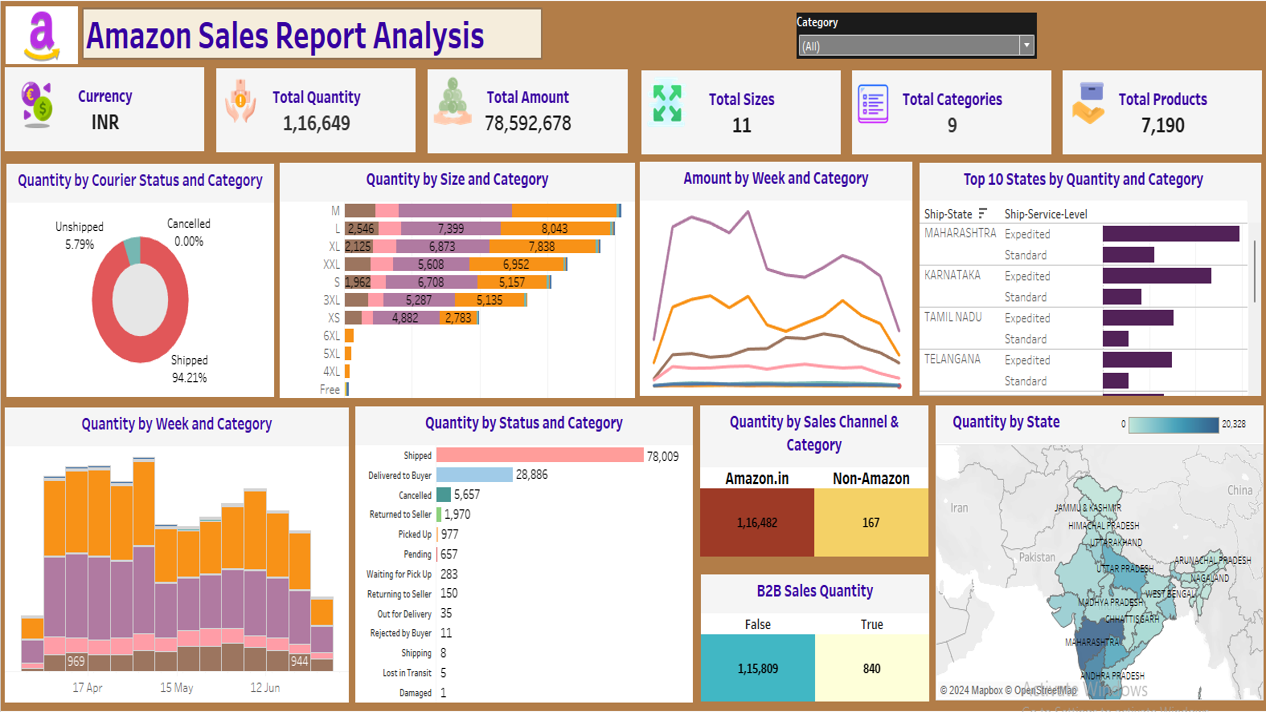 a
Amazon Sales Report Analysis
Category
(All)
Currency
INR
Total Quantity
1,16,649
Total Amount
78,592,678
Total Sizes
11
Total Categories
9
Total Products
7,190
Quantity by Courier Status and Category
Unshipped
5.79%
Cancelled
0.00%
Shipped
94.21%
Quantity by Size and Category
M
L 2,546 7,399 8,043
XL 2,125 6,873 7,838
XXL 5,608 6,952
S 1,962 6,708 5,157
3XL 5,287 5,135
XS 4,882 2,783
6XL
5XL
4XL
Free
Amount by Week and Category
Top 10 States by Quantity and Category
Ship-State Ship-Service-Level
MAHARASHTRA Expedited
Standard
KARNATAKA Expedited
Standard
TAMIL NADU Expedited
Standard
TELANGANA Expedited
Standard
Quantity by Week and Category
969 944
17 Apr 15 May 12 Jun
Quantity by Status and Category
Shipped 78,009
Delivered to Buyer 28,886
Cancelled 5,657
Returned to Seller 1,970
Picked Up 977
Pending 657
Waiting for Pick Up 283
Returning to Seller 150
Out for Delivery 35
Rejected by Buyer 11
Shipping 8
Lost in Transit 5
Damaged 1
Quantity by Sales Channel &
Category
Amazon.in Non-Amazon
1,16,482 167
B2B Sales Quantity
False True
1,15,809 840
Quantity by State
0 20,328
Iran
China
Pakistan
JAMMU & KASHMIR
HIMACHAL PRADESH
UTTARAKHAND
ARUNACHAL PRADESH
UTTAR PRADESH
NAGALAND
WEST BENGAL
MADHYA PRADESH
CHHATTISGARH
MAHARASHTRA
ANDHRA PRADESH
© 2024 Mapbox © OpenStreetMap
Activate Windows